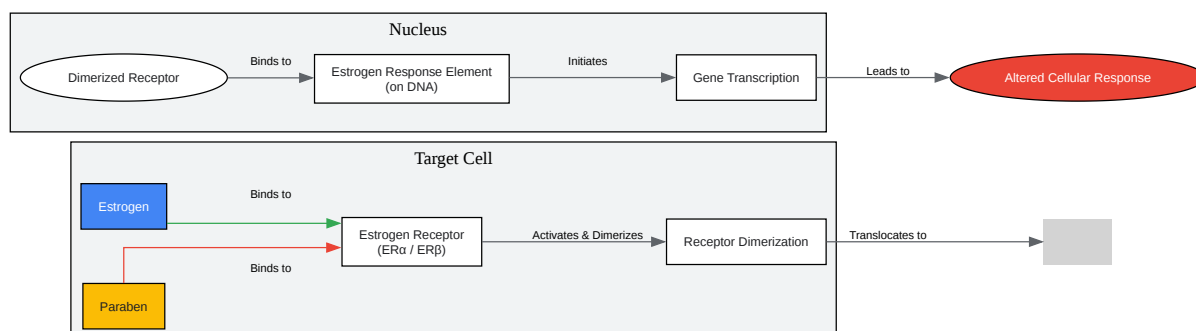 Nucleus
Dimerized Receptor
Binds to
Estrogen Response Element
(on DNA)
Initiates
Gene Transcription
Leads to
Altered Cellular Response
Target Cell
Estrogen
Binds to
Estrogen Receptor
(ERα / ERβ)
Activates & Dimerizes
Receptor Dimerization
Translocates to
Binds to
Paraben